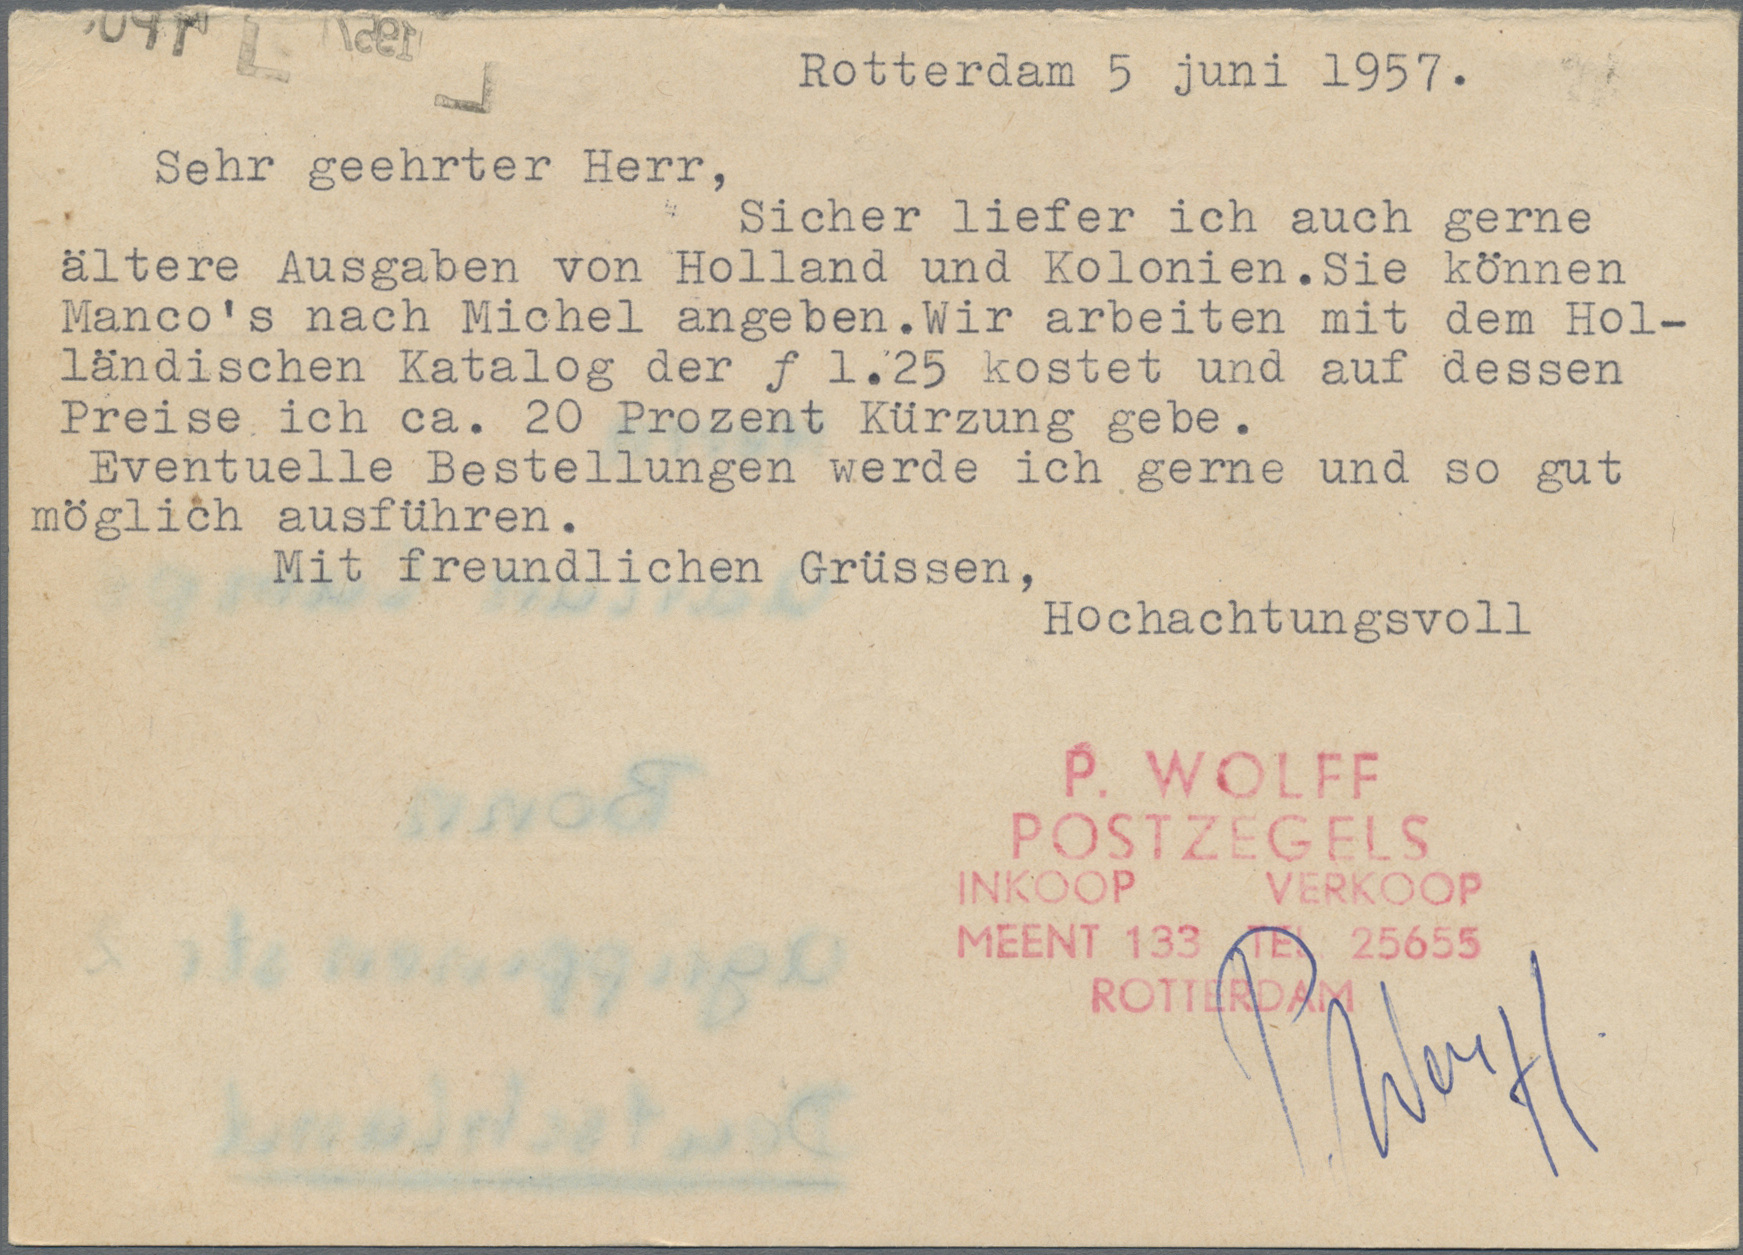 Rotterdam 5 juni 1957.
Sehr geehrter Herr,
Sicher liefer ich auch gerne
ältere Ausgaben von Holland und Kolonien.Sie können
Manco's nach Michel angeben.Wir arbeiten mit dem Hol-
ländischen Katalog der ƒ 1.25 kostet und auf dessen
Preise ich ca. 20 Prozent Kürzung gebe.
Eventuelle Bestellungen werde ich gerne und so gut
möglich ausführen.
Mit freundlichen Grüssen,
Hochachtungsvoll
P. WOLFF
POSTZEGELS
INKOOP VERKOOP
MEENT 133 TEL. 25655
ROTTERDAM
P. Wolff
Bonn
Deutschland